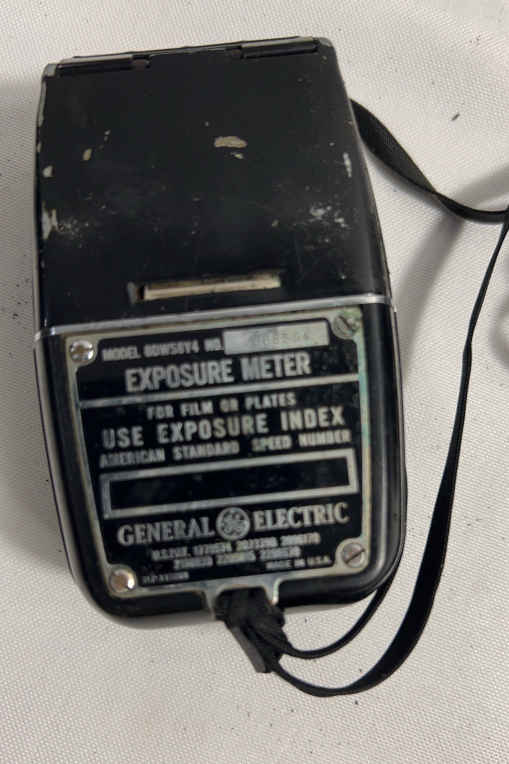 MODEL 8DW58Y4 NO.
EXPOSURE METER
FOR FILM OR PLATES
USE EXPOSURE INDEX
AMERICAN STANDARD SPEED NUMBER
GENERAL GE ELECTRIC
U.S. PAT.
MADE IN U.S.A.